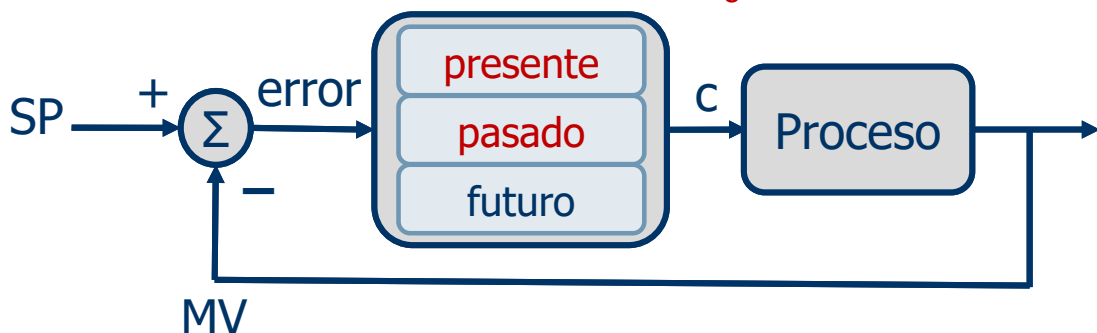 presente
SP
+
Σ
error
pasado
c
Proceso
−
futuro
MV